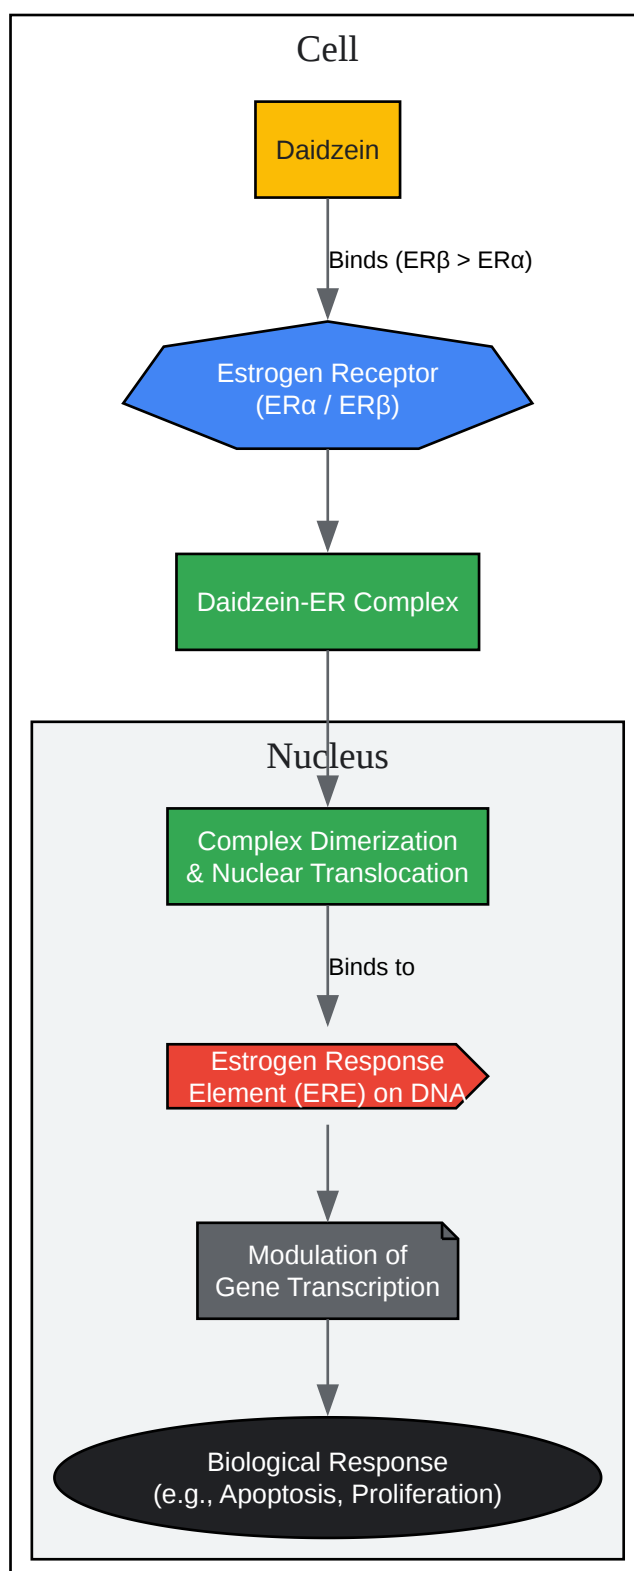 Cell
Daidzein
Binds (ERβ > ERα)
Estrogen Receptor
(ERα / ERβ)
Daidzein-ER Complex
Nucleus
Complex Dimerization
& Nuclear Translocation
Binds to
Estrogen Response
Element (ERE) on DNA
Modulation of
Gene Transcription
Biological Response
(e.g., Apoptosis, Proliferation)